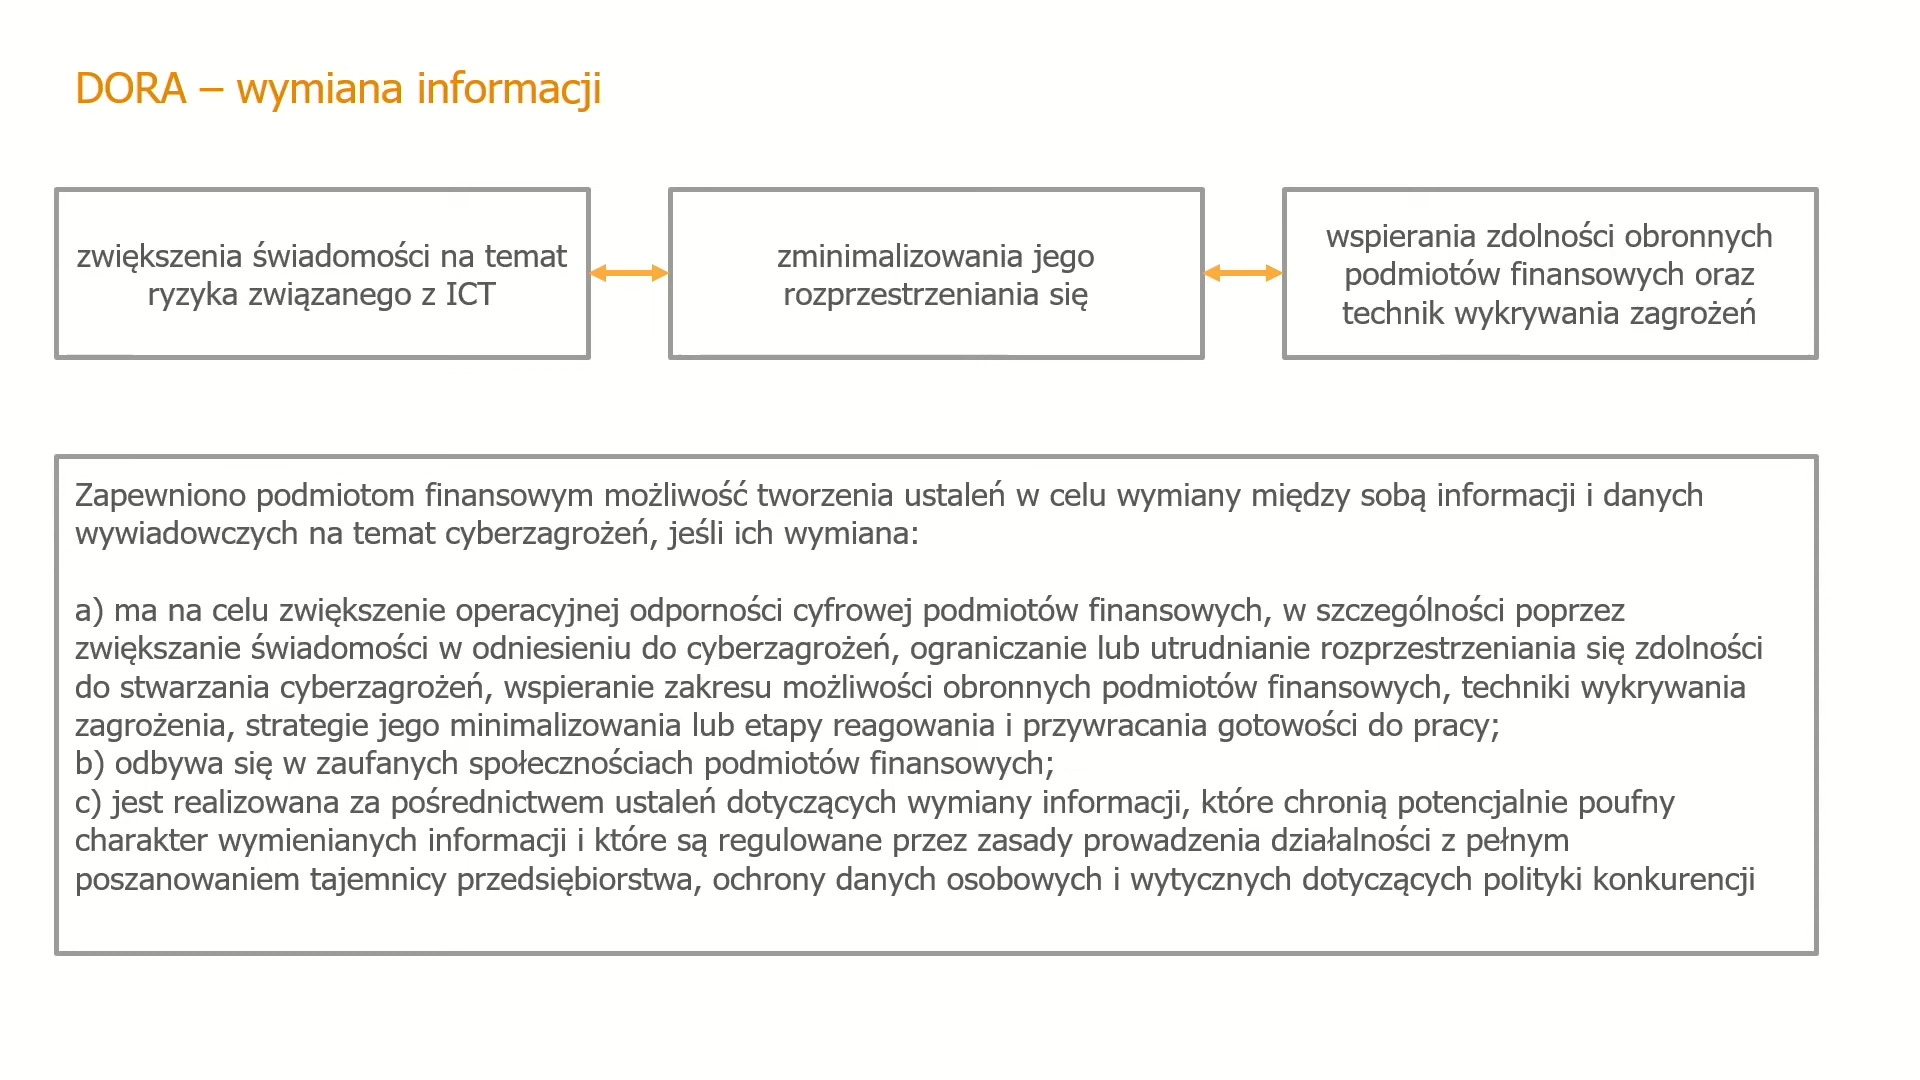 DORA – wymiana informacji
zwiększenia świadomości na temat
ryzyka związanego z ICT
zminimalizowania jego
rozprzestrzeniania się
wspierania zdolności obronnych
podmiotów finansowych oraz
technik wykrywania zagrożeń
Zapewniono podmiotom finansowym możliwość tworzenia ustaleń w celu wymiany między sobą informacji i danych
wywiadowczych na temat cyberzagrożeń, jeśli ich wymiana:
a) ma na celu zwiększenie operacyjnej odporności cyfrowej podmiotów finansowych, w szczególności poprzez
zwiększanie świadomości w odniesieniu do cyberzagrożeń, ograniczanie lub utrudnianie rozprzestrzeniania się zdolności
do stwarzania cyberzagrożeń, wspieranie zakresu możliwości obronnych podmiotów finansowych, techniki wykrywania
zagrożenia, strategie jego minimalizowania lub etapy reagowania i przywracania gotowości do pracy;
b) odbywa się w zaufanych społecznościach podmiotów finansowych;
c) jest realizowana za pośrednictwem ustaleń dotyczących wymiany informacji, które chronią potencjalnie poufny
charakter wymienianych informacji i które są regulowane przez zasady prowadzenia działalności z pełnym
poszanowaniem tajemnicy przedsiębiorstwa, ochrony danych osobowych i wytycznych dotyczących polityki konkurencji